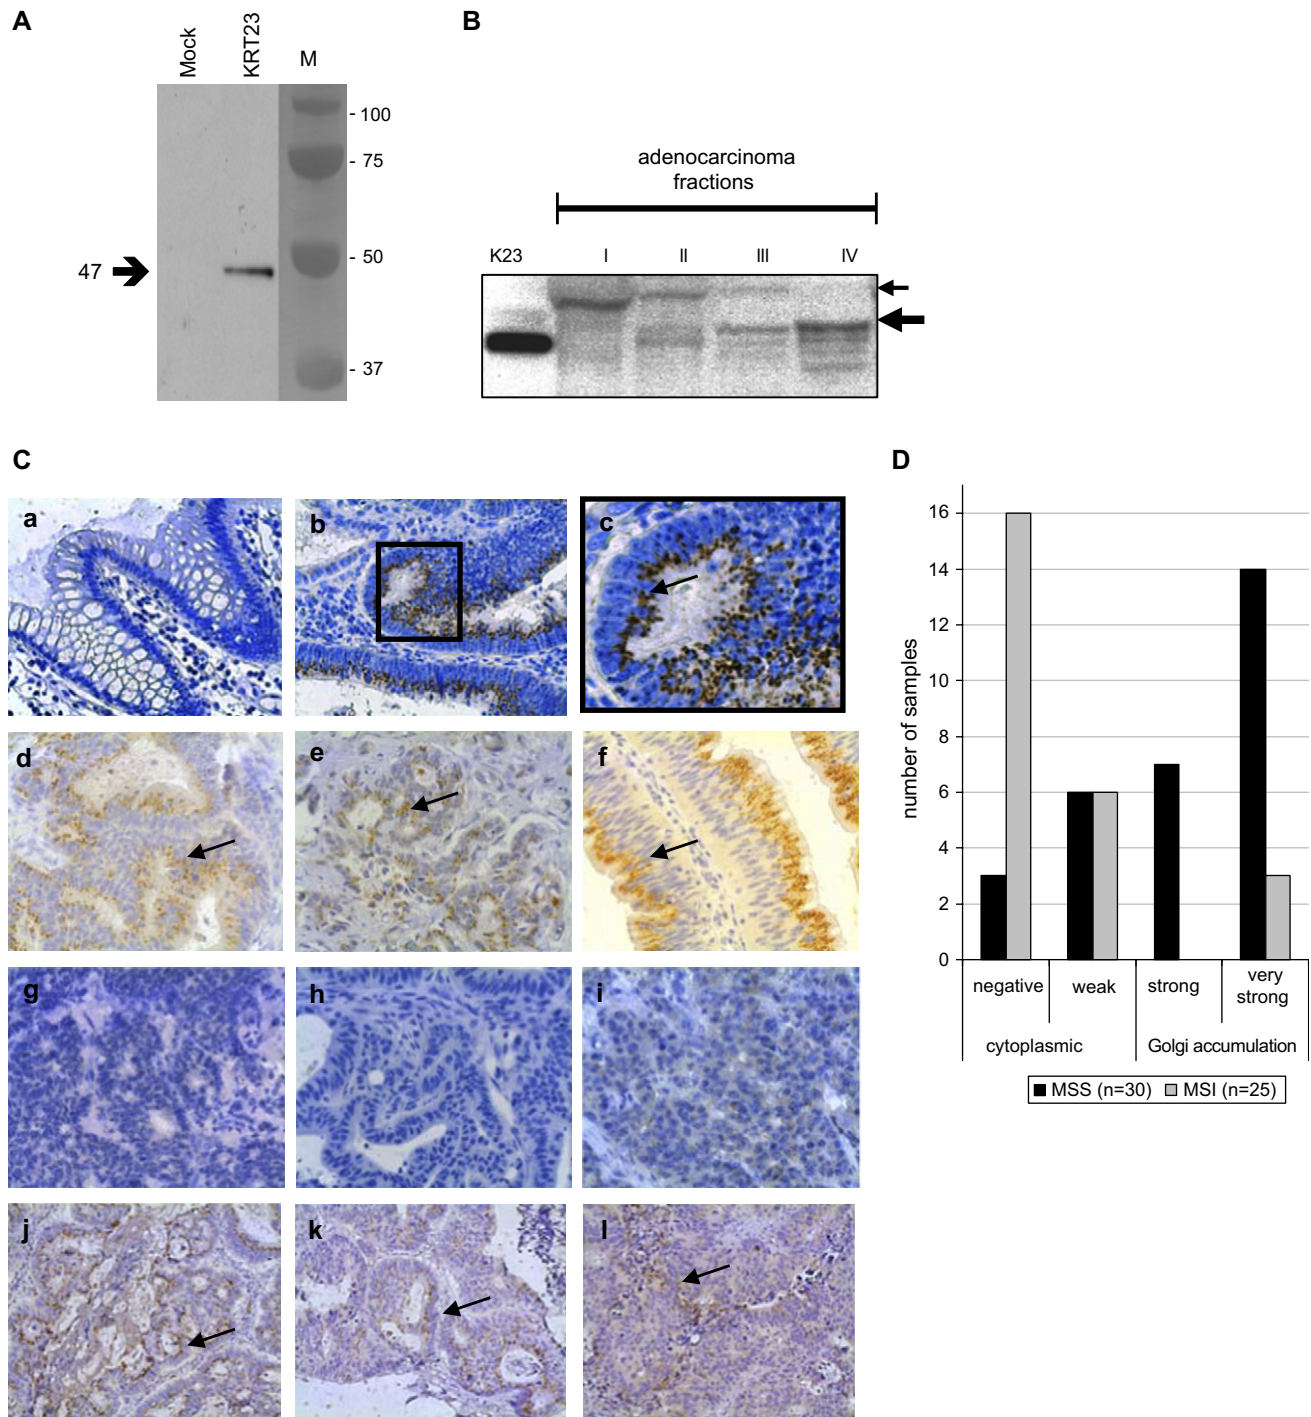 A
Mock
KRT23
M
- 100
- 75
- 50
- 37
47
B
adenocarcinoma
fractions
K23
I
II
III
IV
C
a
b
c
d
e
f
g
h
i
j
k
l
D
number of samples
16
14
12
10
8
6
4
2
0
negative
weak
strong
very
strong
cytoplasmic
Golgi accumulation
MSS (n=30)
MSI (n=25)